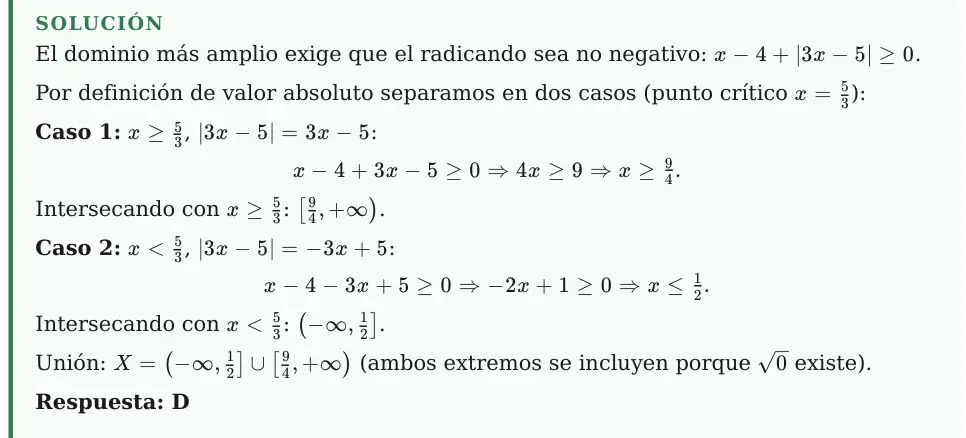 SOLUCIÓN
El dominio más amplio exige que el radicando sea no negativo: x − 4 + |3x − 5| ≥ 0.
Por definición de valor absoluto separamos en dos casos (punto crítico x = 5/3):
Caso 1: x ≥ 5/3, |3x − 5| = 3x − 5:
x − 4 + 3x − 5 ≥ 0 ⇒ 4x ≥ 9 ⇒ x ≥ 9/4.
Intersecando con x ≥ 5/3: [9/4, +∞).
Caso 2: x < 5/3, |3x − 5| = −3x + 5:
x − 4 − 3x + 5 ≥ 0 ⇒ −2x + 1 ≥ 0 ⇒ x ≤ 1/2.
Intersecando con x < 5/3: (−∞, 1/2].
Unión: X = (−∞, 1/2] ∪ [9/4, +∞) (ambos extremos se incluyen porque √0 existe).
Respuesta: D